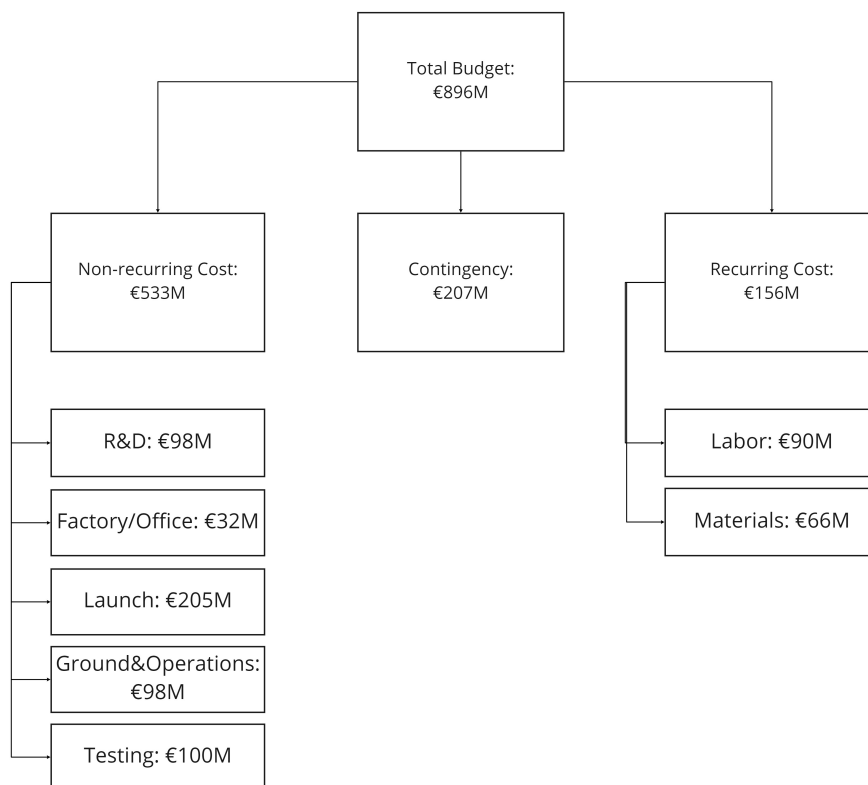 Total Budget:
€896M
Non-recurring Cost:
€533M
Contingency:
€207M
Recurring Cost:
€156M
R&D: €98M
Factory/Office: €32M
Launch: €205M
Ground&Operations:
€98M
Testing: €100M
Labor: €90M
Materials: €66M